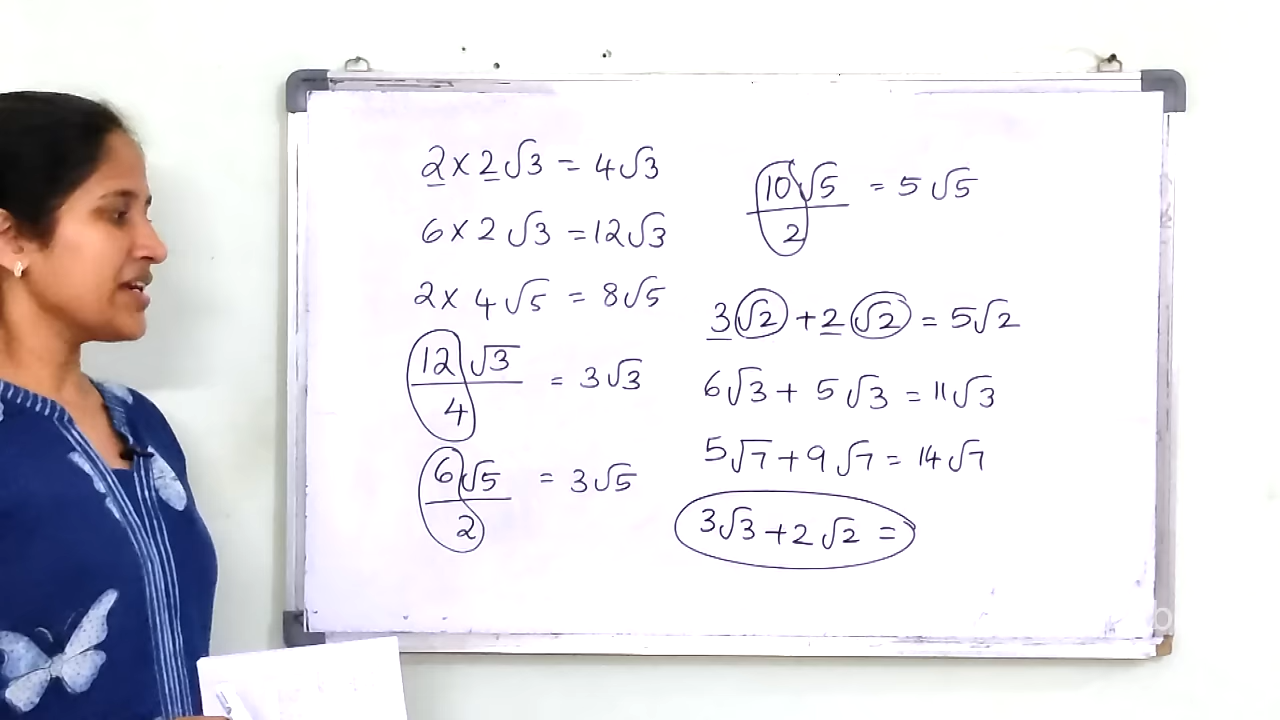 2 × 2√3 = 4√3
6 × 2√3 = 12√3
2 × 4√5 = 8√5
12√3/4 = 3√3
6√5/2 = 3√5
10√5/2 = 5√5
3√2 + 2√2 = 5√2
6√3 + 5√3 = 11√3
5√7 + 9√7 = 14√7
3√3 + 2√2 =